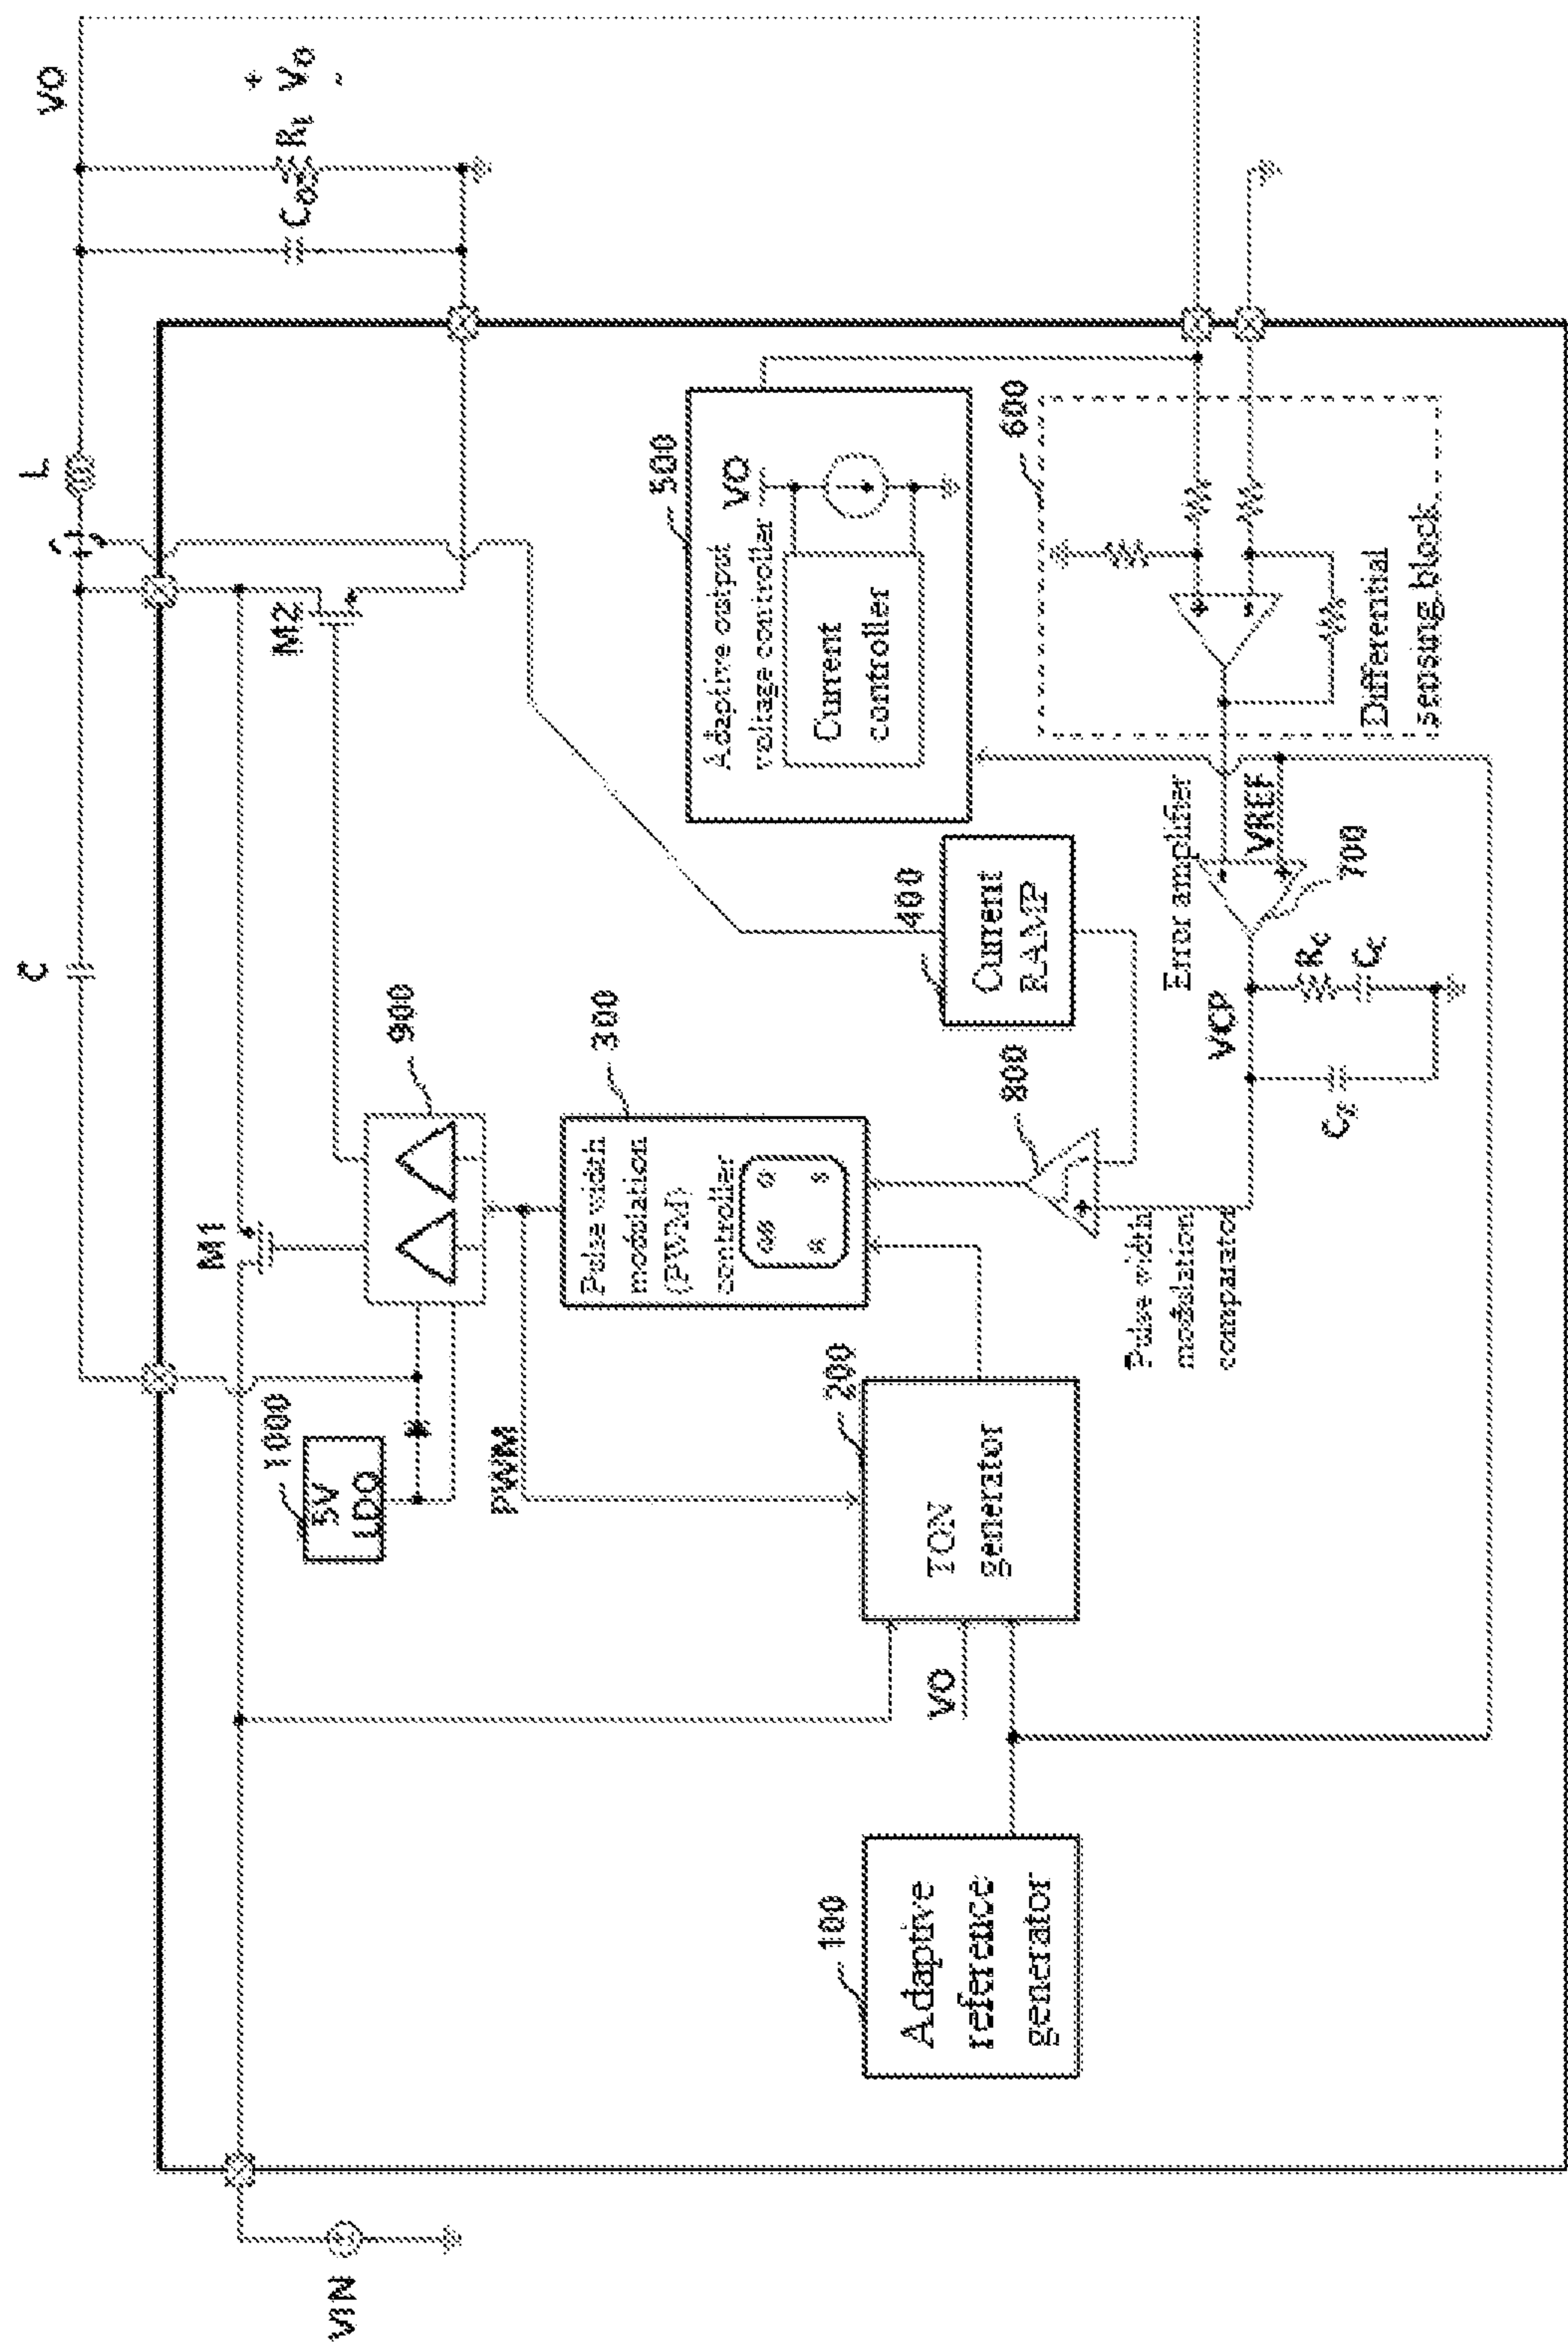 C
L
VO
M1
M2
+
Vo
-
Co
RL
VIN
1000
5V
LDO
900
PWM
300
Pulse width
modulation
(PWM)
controller
Q
S
R
500
Adaptive output
voltage controller
VO
Current
controller
400
Current
RAMP
200
TON
generator
VO
100
Adaptive
reference
generator
800
+
-
Pulse width
modulation
comparator
600
+
-
Differential
sensing block
Error amplifier
-
VREF
+
700
VCP
Rc
Cc